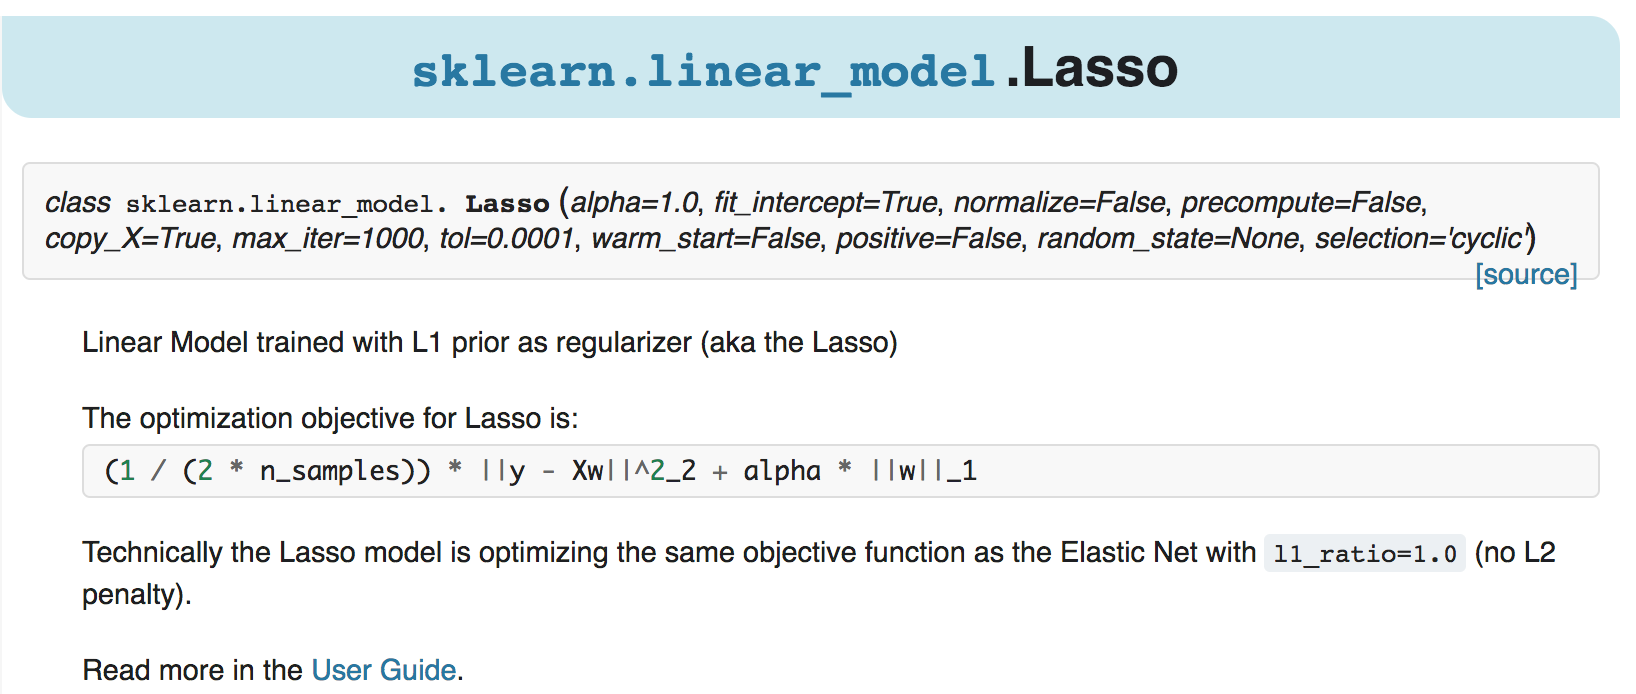 sklearn.linear_model.Lasso
class sklearn.linear_model. Lasso (alpha=1.0, fit_intercept=True, normalize=False, precompute=False,
copy_X=True, max_iter=1000, tol=0.0001, warm_start=False, positive=False, random_state=None, selection='cyclic')
[source]
Linear Model trained with L1 prior as regularizer (aka the Lasso)
The optimization objective for Lasso is:
(1 / (2 * n_samples)) * ||y - Xw||^2_2 + alpha * ||w||_1
Technically the Lasso model is optimizing the same objective function as the Elastic Net with l1_ratio=1.0 (no L2
penalty).
Read more in the User Guide.